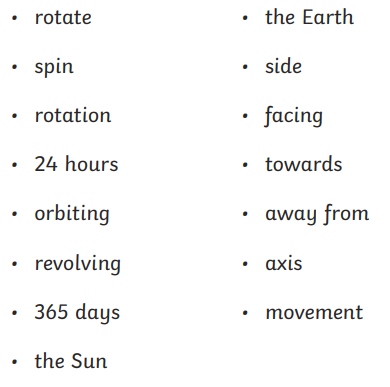 • rotate
• spin
• rotation
• 24 hours
• orbiting
• revolving
• 365 days
• the Sun
• the Earth
• side
• facing
• towards
• away from
• axis
• movement